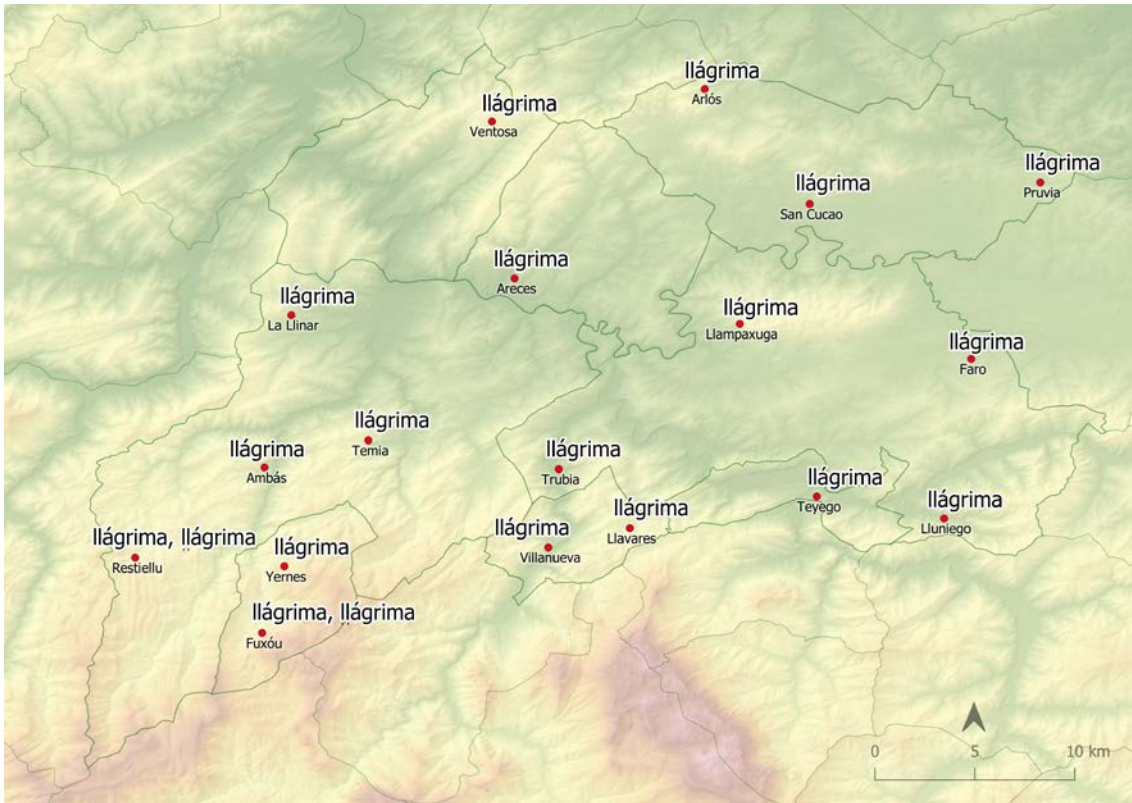 llágrima
Arlós
llágrima
Ventosa
llágrima
Pruvia
llágrima
San Cucao
llágrima
Areces
llágrima
La Llinar
llágrima
Llampaxuga
llágrima
Faro
llágrima
Temia
llágrima
Ambás
llágrima
Trubia
llágrima
Teyego
llágrima
Lluniego
llágrima
Llavares
llágrima
Villanueva
llágrima, ḷḷágrima
Restiellu
llágrima
Yernes
llágrima, ḷḷágrima
Fuxóu
0 5 10 km